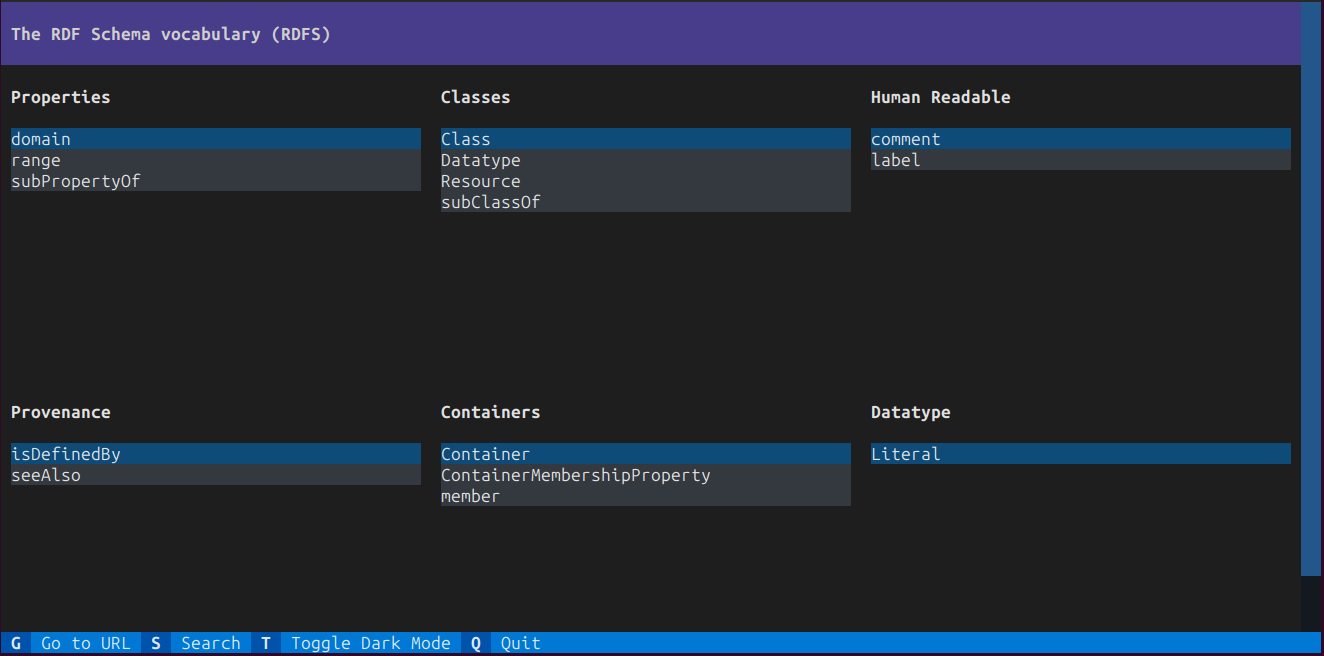 The RDF Schema vocabulary (RDFS)
Properties
domain
range
subPropertyOf
Classes
Class
Datatype
Resource
subClassOf
Human Readable
comment
label
Provenance
isDefinedBy
seeAlso
Containers
Container
ContainerMembershipProperty
member
Datatype
Literal
G Go to URL S Search T Toggle Dark Mode Q Quit